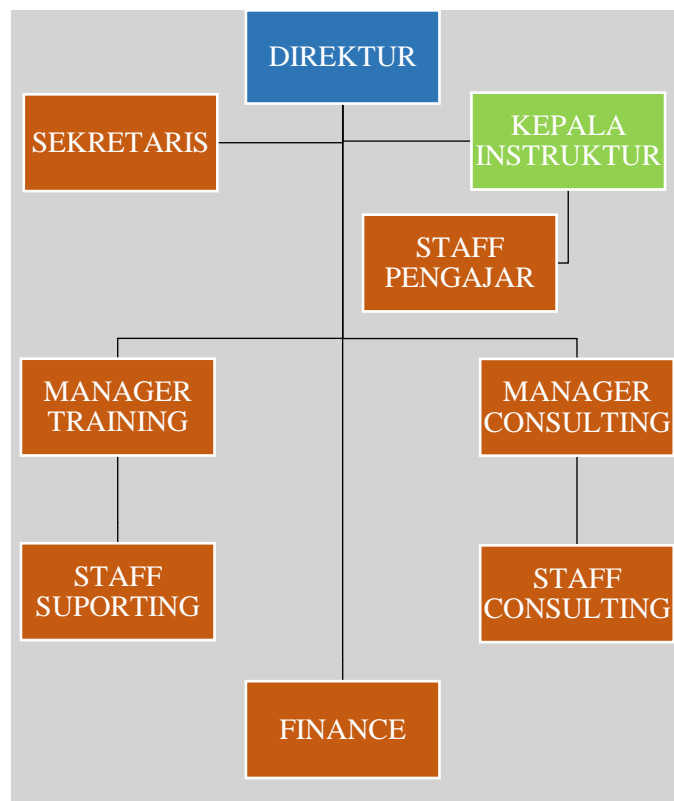 DIREKTUR
SEKRETARIS
KEPALA
INSTRUKTUR
STAFF
PENGAJAR
MANAGER
TRAINING
MANAGER
CONSULTING
STAFF
SUPORTING
STAFF
CONSULTING
FINANCE